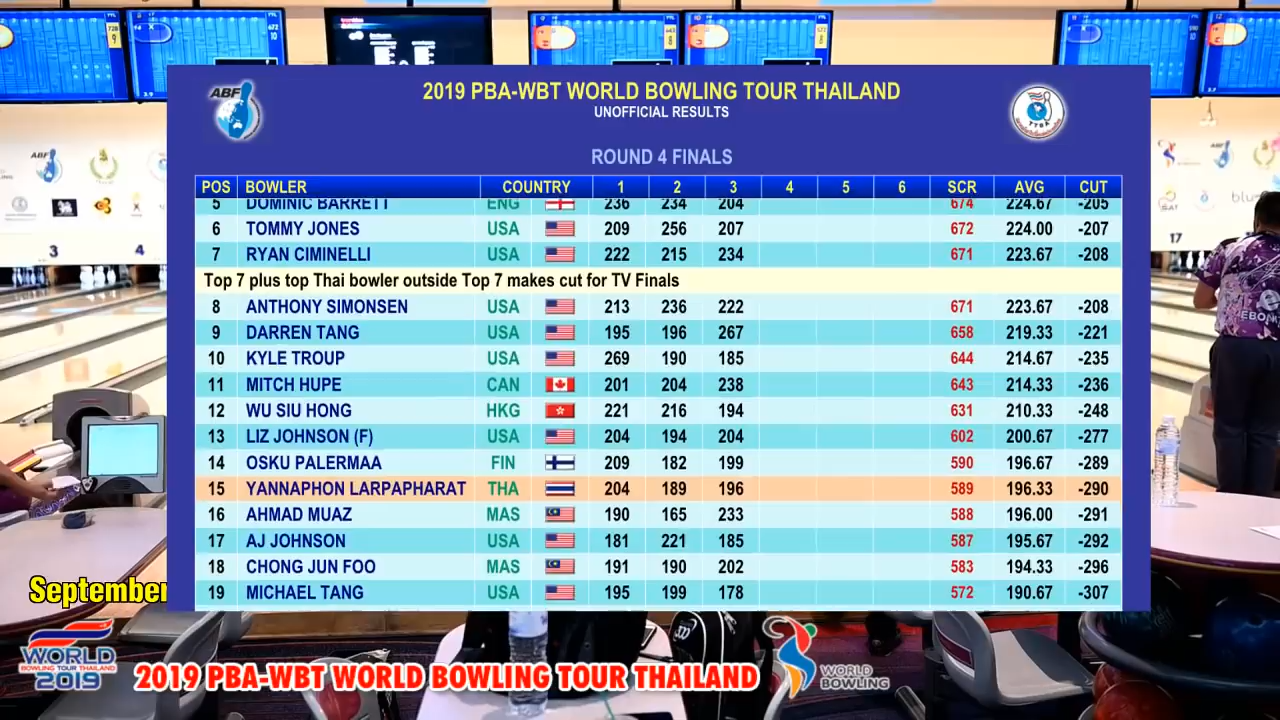 ABF
2019 PBA-WBT WORLD BOWLING TOUR THAILAND
UNOFFICIAL RESULTS
ROUND 4 FINALS
POS BOWLER COUNTRY 1 2 3 4 5 6 SCR AVG CUT
5 DOMINIC BARRETT ENG 236 234 204 674 224.67 -205
6 TOMMY JONES USA 209 256 207 672 224.00 -207
7 RYAN CIMINELLI USA 222 215 234 671 223.67 -208
Top 7 plus top Thai bowler outside Top 7 makes cut for TV Finals
8 ANTHONY SIMONSEN USA 213 236 222 671 223.67 -208
9 DARREN TANG USA 195 196 267 658 219.33 -221
10 KYLE TROUP USA 269 190 185 644 214.67 -235
11 MITCH HUPE CAN 201 204 238 643 214.33 -236
12 WU SIU HONG HKG 221 216 194 631 210.33 -248
13 LIZ JOHNSON (F) USA 204 194 204 602 200.67 -277
14 OSKU PALERMAA FIN 209 182 199 590 196.67 -289
15 YANNAPHON LARPAPHARAT THA 204 189 196 589 196.33 -290
16 AHMAD MUAZ MAS 190 165 233 588 196.00 -291
17 AJ JOHNSON USA 181 221 185 587 195.67 -292
18 CHONG JUN FOO MAS 191 190 202 583 194.33 -296
19 MICHAEL TANG USA 195 199 178 572 190.67 -307
ABF
3 4
17
September
WORLD
BOWLING TOUR THAILAND
2019
2019 PBA-WBT WORLD BOWLING TOUR THAILAND
WORLD
BOWLING